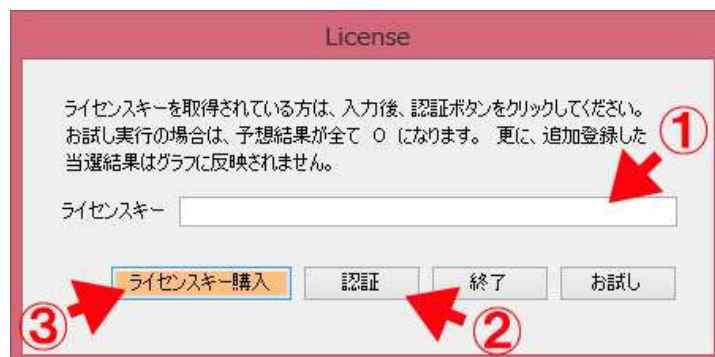 License
ライセンスキーを取得されている方は、入力後、認証ボタンをクリックしてください。
お試し実行の場合は、予想結果が全て 0 になります。 更に、追加登録した
当選結果はグラフに反映されません。
①
ライセンスキー
ライセンスキー購入 認証 終了 お試し
③ ②